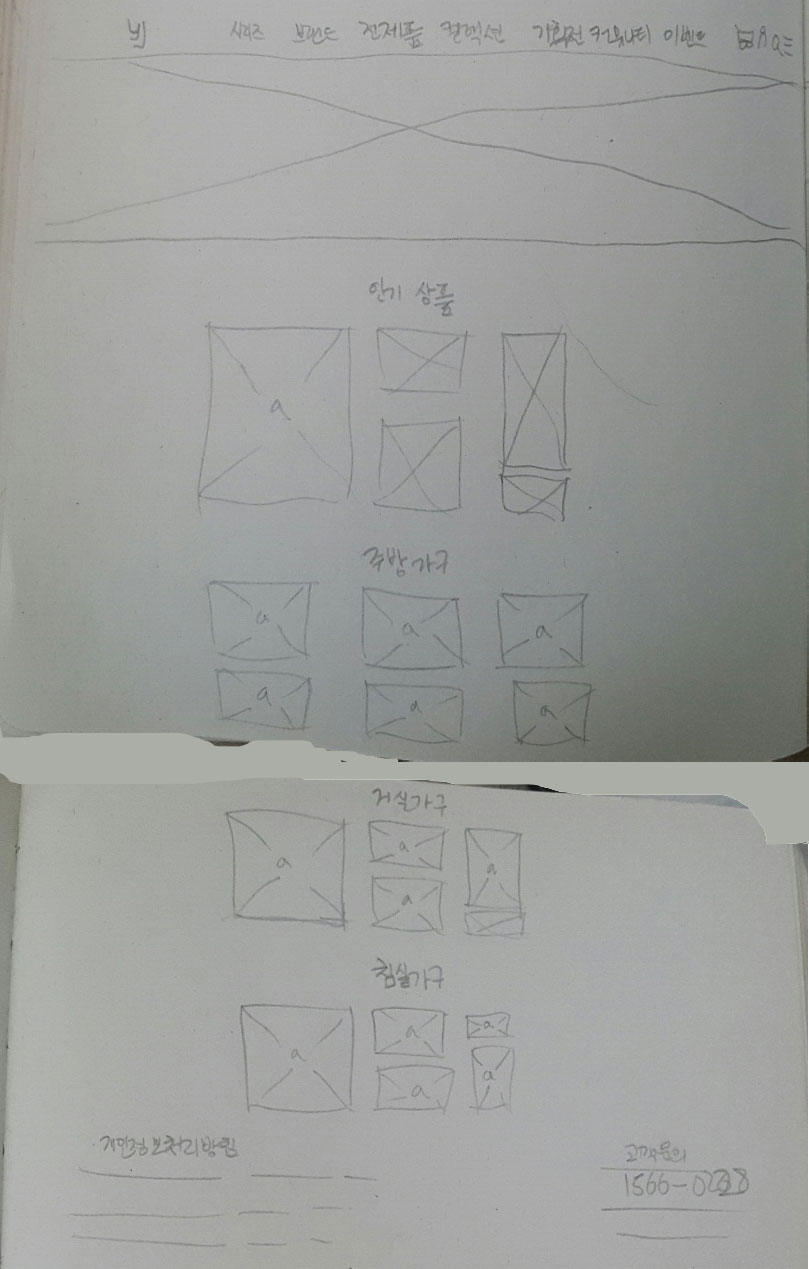 시리즈 브랜드 전제품 컬렉션 기획전 커뮤니티 이벤트
인기 상품
a
주방가구
a a a
a a a
거실가구
a a a
a
침실가구
a a a
a a
개인정보처리방침
고객문의
1566-